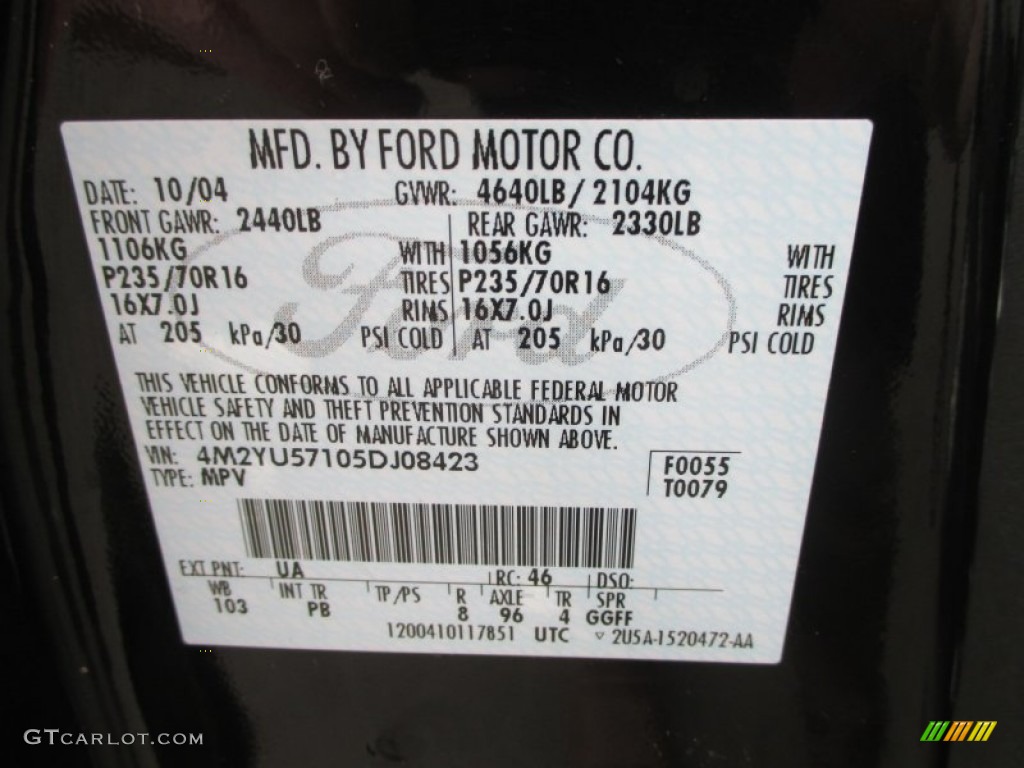 MFD. BY FORD MOTOR CO.
DATE: 10/04 GVWR: 4640LB/ 2104KG
FRONT GAWR: 2440LB REAR GAWR: 2330LB
1106KG WITH 1056KG WITH
P235/70R16 TIRES P235/70R16 TIRES
16X7.0J RIMS 16X7.0J RIMS
AT 205 kPa/30 PSI COLD AT 205 kPa/30 PSI COLD
Ford
THIS VEHICLE CONFORMS TO ALL APPLICABLE FEDERAL MOTOR
VEHICLE SAFETY AND THEFT PREVENTION STANDARDS IN
EFFECT ON THE DATE OF MANUFACTURE SHOWN ABOVE.
VIN: 4M2YU57105DJ08423 F0055
TYPE: MPV T0079
EXT PNT: UA RC: 46 DSO:
WB INT TR TP/PS R AXLE TR SPR
103 PB 8 96 4 GGFF
1200410117851 UTC ▽ 2U5A-1520472-AA
GTCARLOT.COM